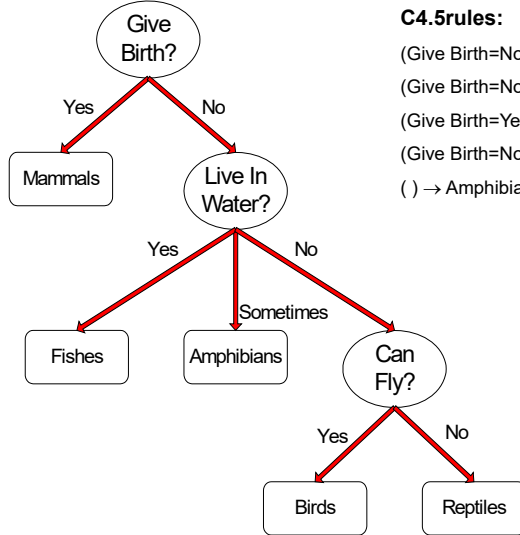 Give
Birth?
Yes
No
Mammals
Live In
Water?
Yes
Sometimes
No
Fishes
Amphibians
Can
Fly?
Yes
No
Birds
Reptiles
C4.5rules:
(Give Birth=No
(Give Birth=No
(Give Birth=Ye
(Give Birth=No
( ) → Amphibia